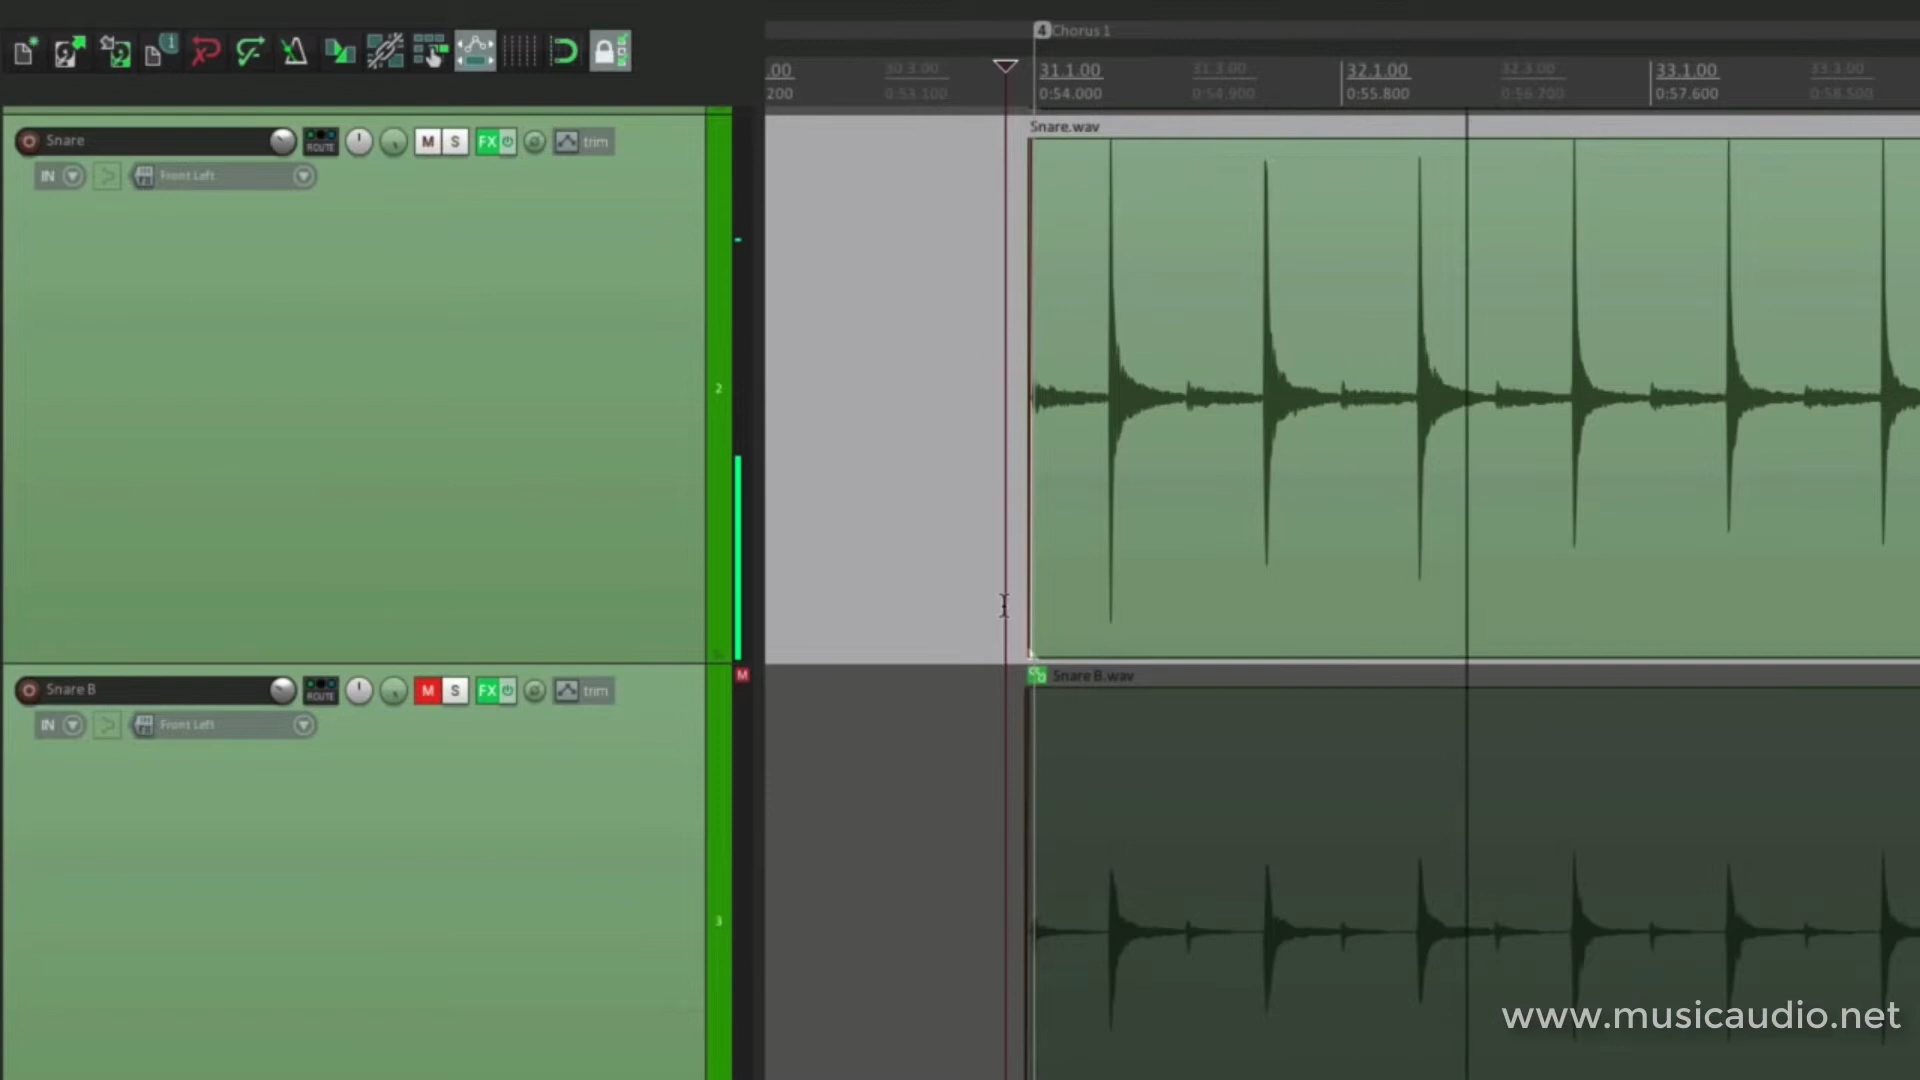 4 Chorus 1
.00 30.3.00 31.1.00 31.3.00 32.1.00 32.3.00 33.1.00 33.3.00
200 0:53.100 0:54.000 0:54.900 0:55.800 0:56.700 0:57.600 0:58.500
Snare ROUTE M S FX trim
IN Front Left
Snare.wav
2
M
Snare B ROUTE M S FX trim
IN Front Left
Snare B.wav
3
www.musicaudio.net